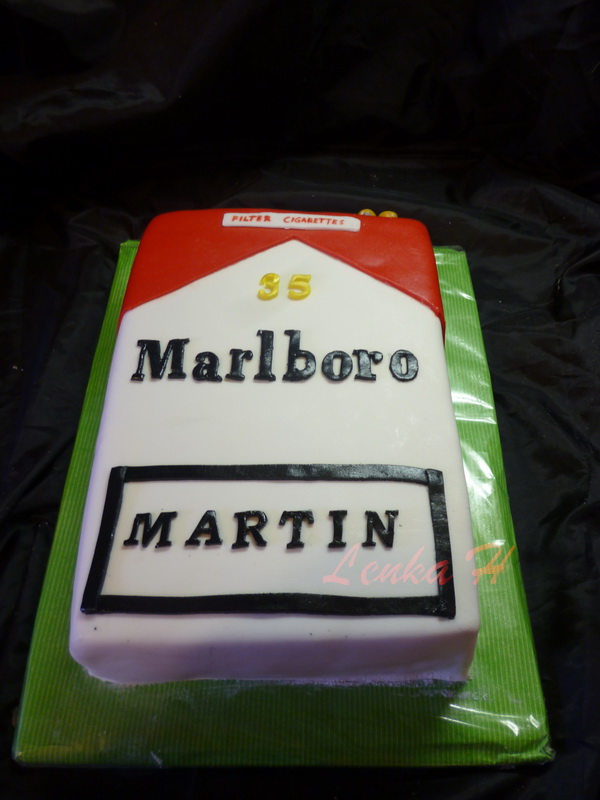 FILTER CIGARETTES
35
Marlboro
MARTIN
Lenka H